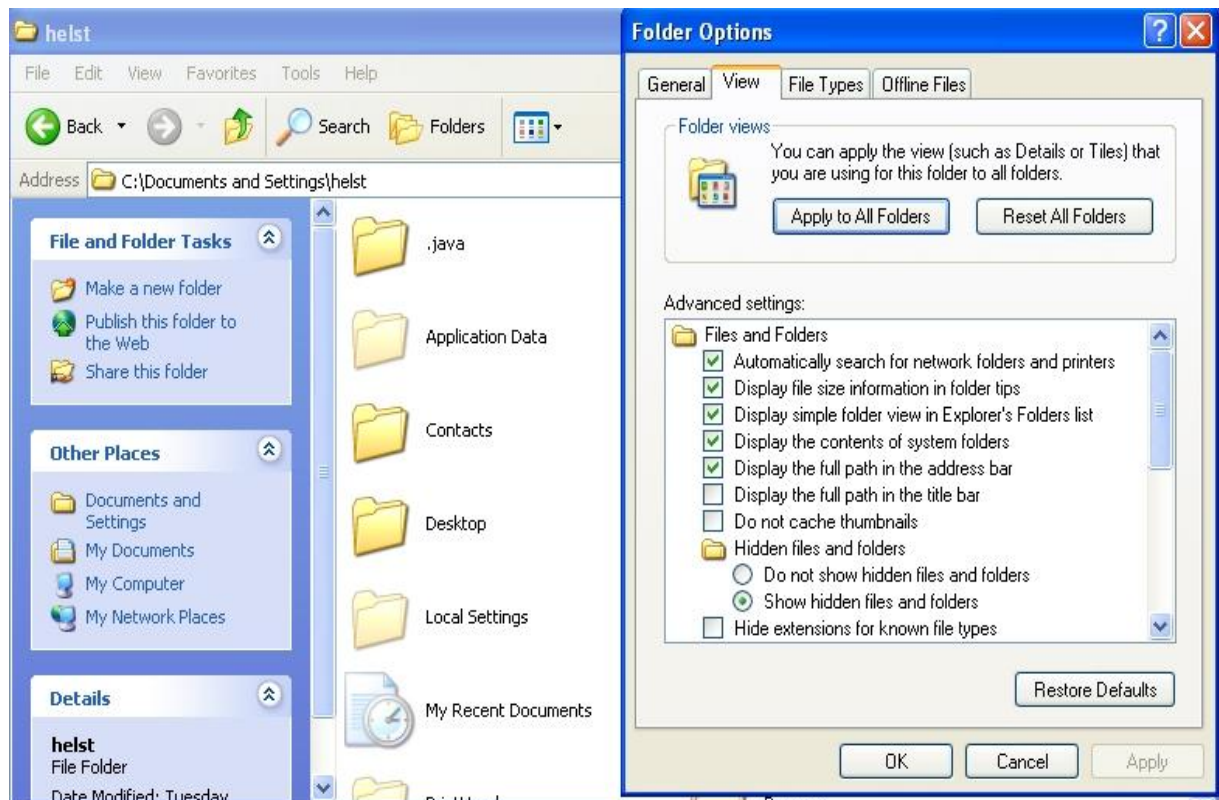 helst
File Edit View Favorites Tools Help
Back Search Folders
Address C:\Documents and Settings\helst
File and Folder Tasks
Make a new folder
Publish this folder to
the Web
Share this folder
Other Places
Documents and
Settings
My Documents
My Computer
My Network Places
Details
helst
File Folder
Date Modified: Tuesday
.java
Application Data
Contacts
Desktop
Local Settings
My Recent Documents
Folder Options
General View File Types Offline Files
Folder views
You can apply the view (such as Details or Tiles) that
you are using for this folder to all folders.
Apply to All Folders Reset All Folders
Advanced settings:
Files and Folders
Automatically search for network folders and printers
Display file size information in folder tips
Display simple folder view in Explorer's Folders list
Display the contents of system folders
Display the full path in the address bar
Display the full path in the title bar
Do not cache thumbnails
Hidden files and folders
Do not show hidden files and folders
Show hidden files and folders
Hide extensions for known file types
Restore Defaults
OK Cancel Apply